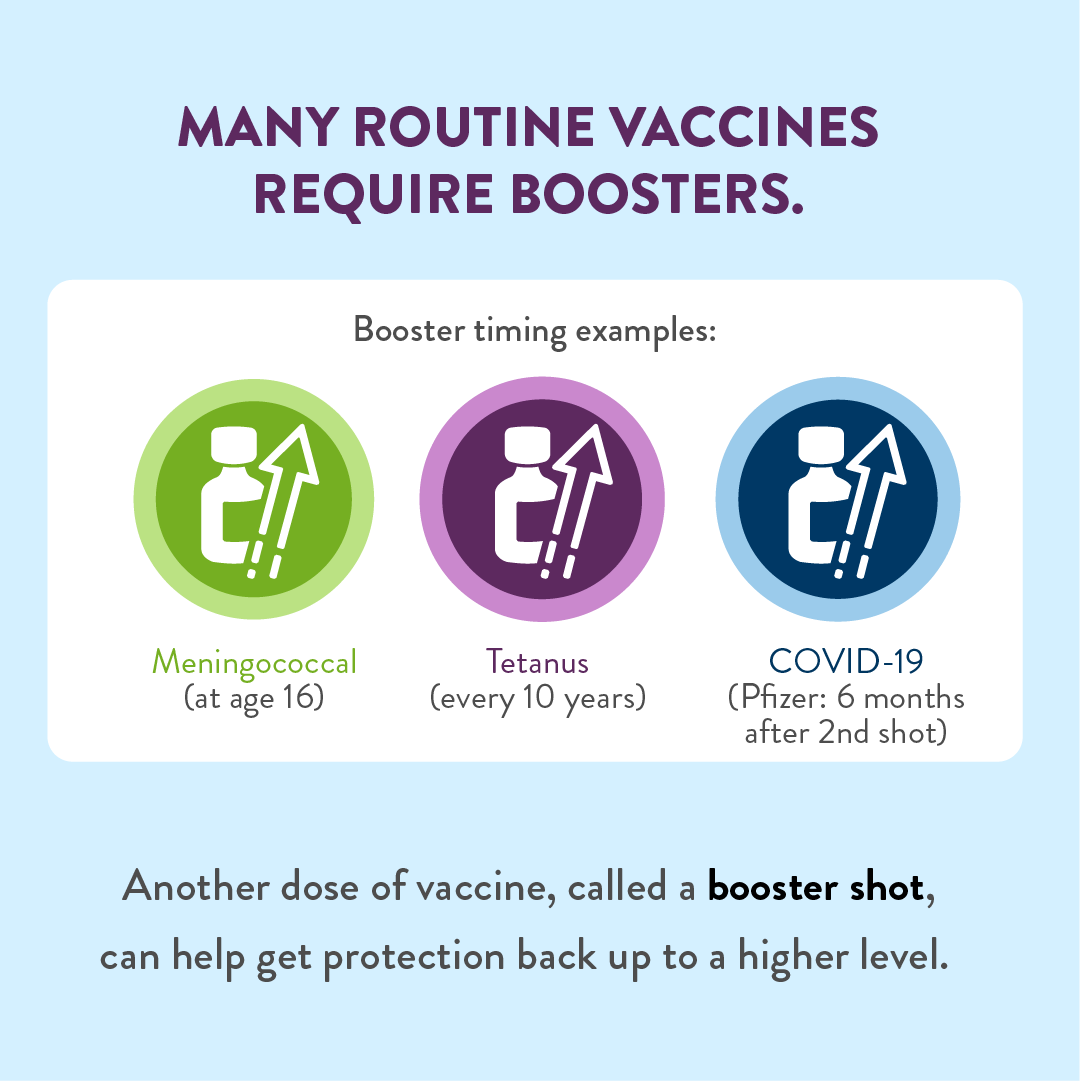 MANY ROUTINE VACCINES
REQUIRE BOOSTERS.
Booster timing examples:
Meningococcal
(at age 16)
Tetanus
(every 10 years)
COVID-19
(Pfizer: 6 months
after 2nd shot)
Another dose of vaccine, called a booster shot,
can help get protection back up to a higher level.